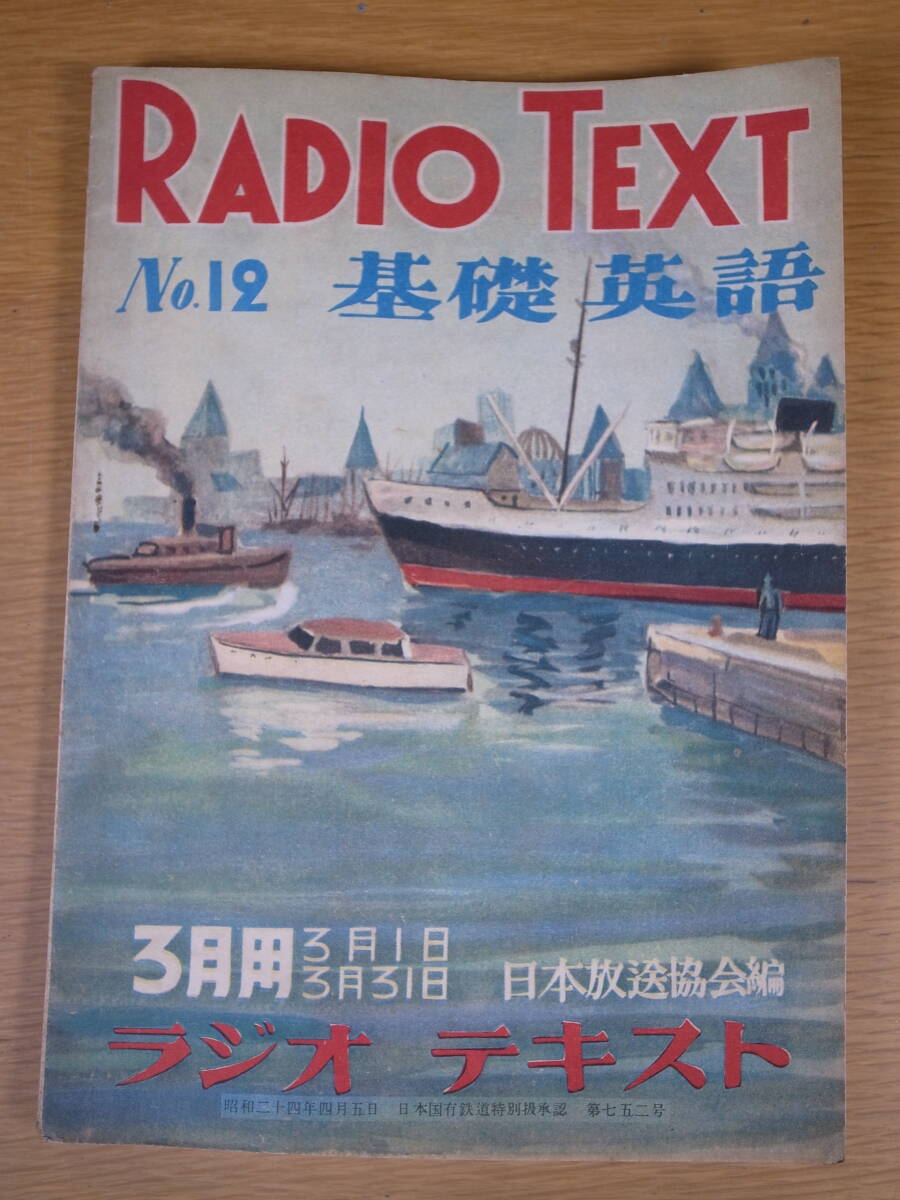 RADIO TEXT
No.12 基礎英語
3月用 3月1日
3月31日
日本放送協会編
ラジオ テキスト
昭和二十四年四月五日 日本国有鉄道特別扱承認 第七五二号